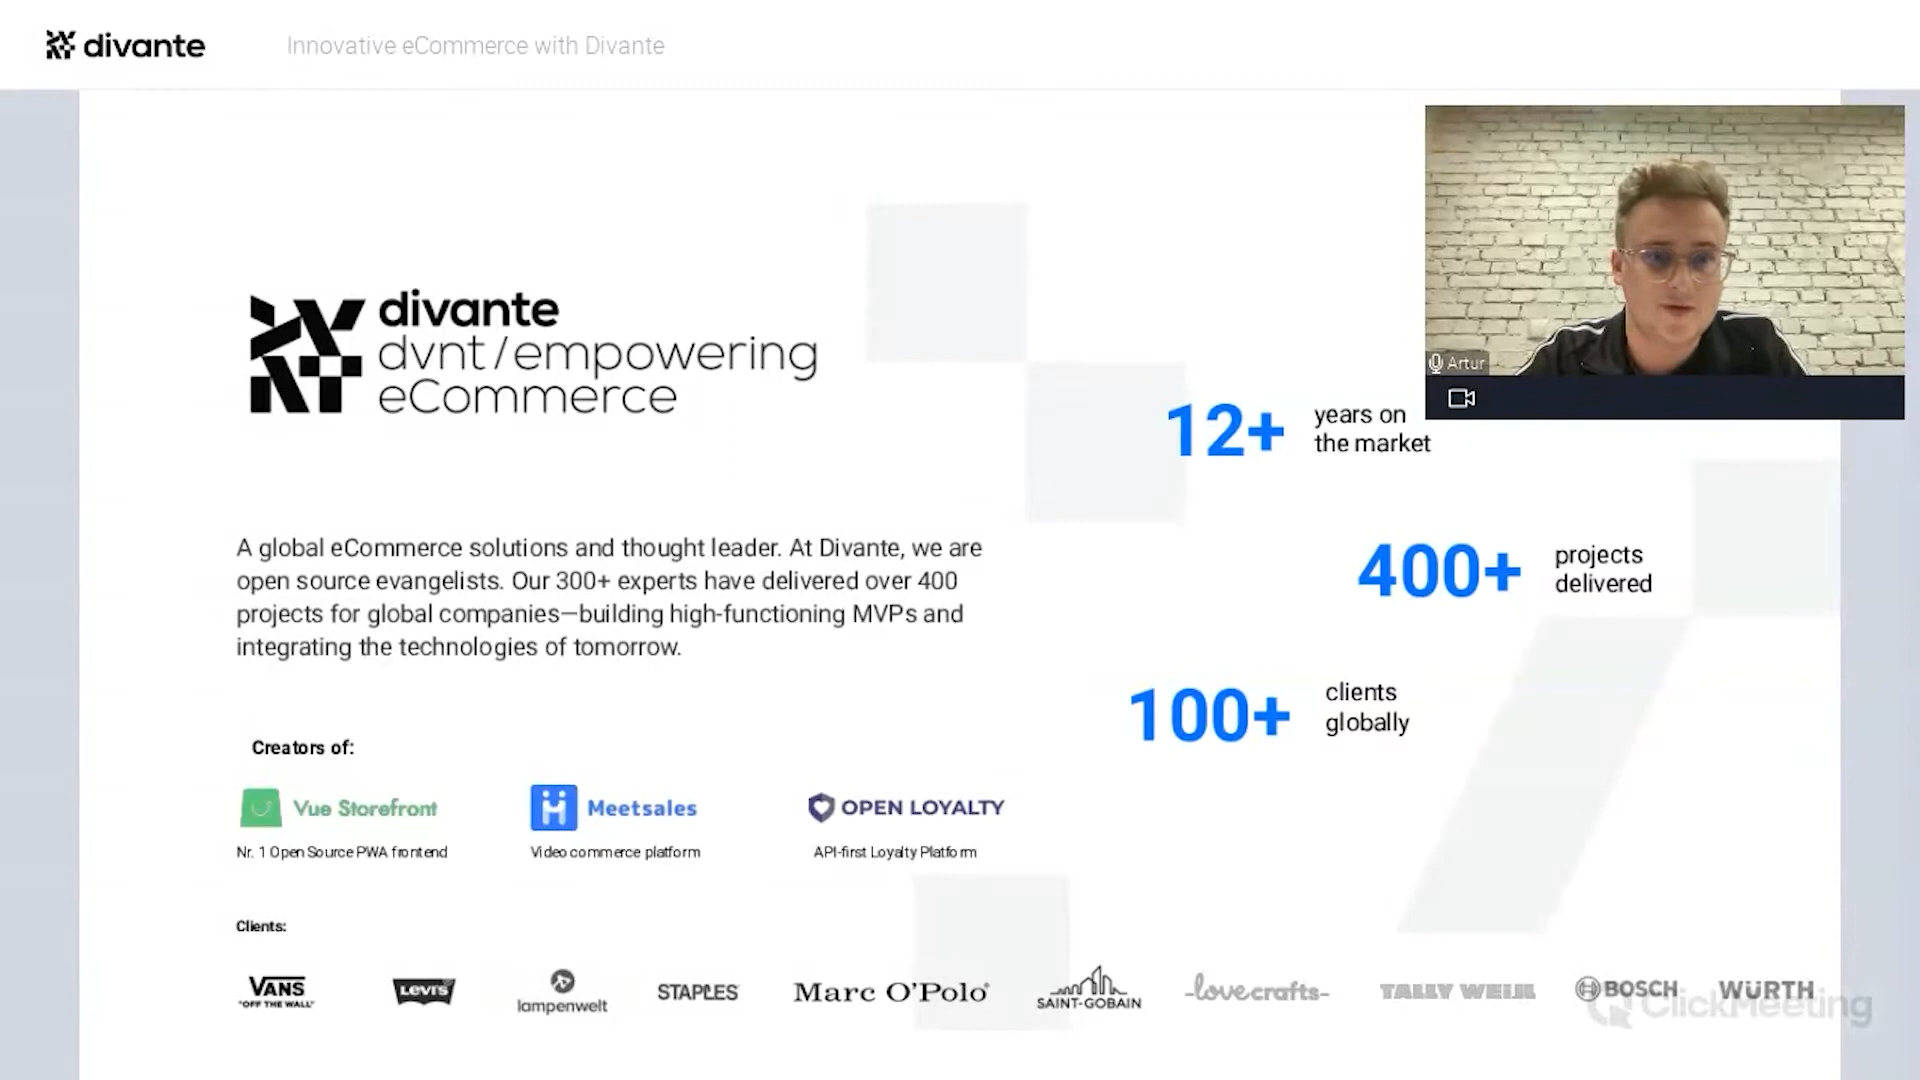 divante
Innovative eCommerce with Divante
Artur
divante
dvnt/empowering
eCommerce
12+
years on
the market
400+
projects
delivered
A global eCommerce solutions and thought leader. At Divante, we are
open source evangelists. Our 300+ experts have delivered over 400
projects for global companies—building high-functioning MVPs and
integrating the technologies of tomorrow.
100+
clients
globally
Creators of:
Vue Storefront
Meetsales
OPEN LOYALTY
Nr. 1 Open Source PWA frontend
Video commerce platform
API-first Loyalty Platform
Clients:
VANS
"OFF THE WALL"
LEVI'S
lampenwelt
STAPLES
Marc O'Polo
SAINT-GOBAIN
-lovecrafts-
TALLY WEIJL
BOSCH
WÜRTH
ClickMeeting